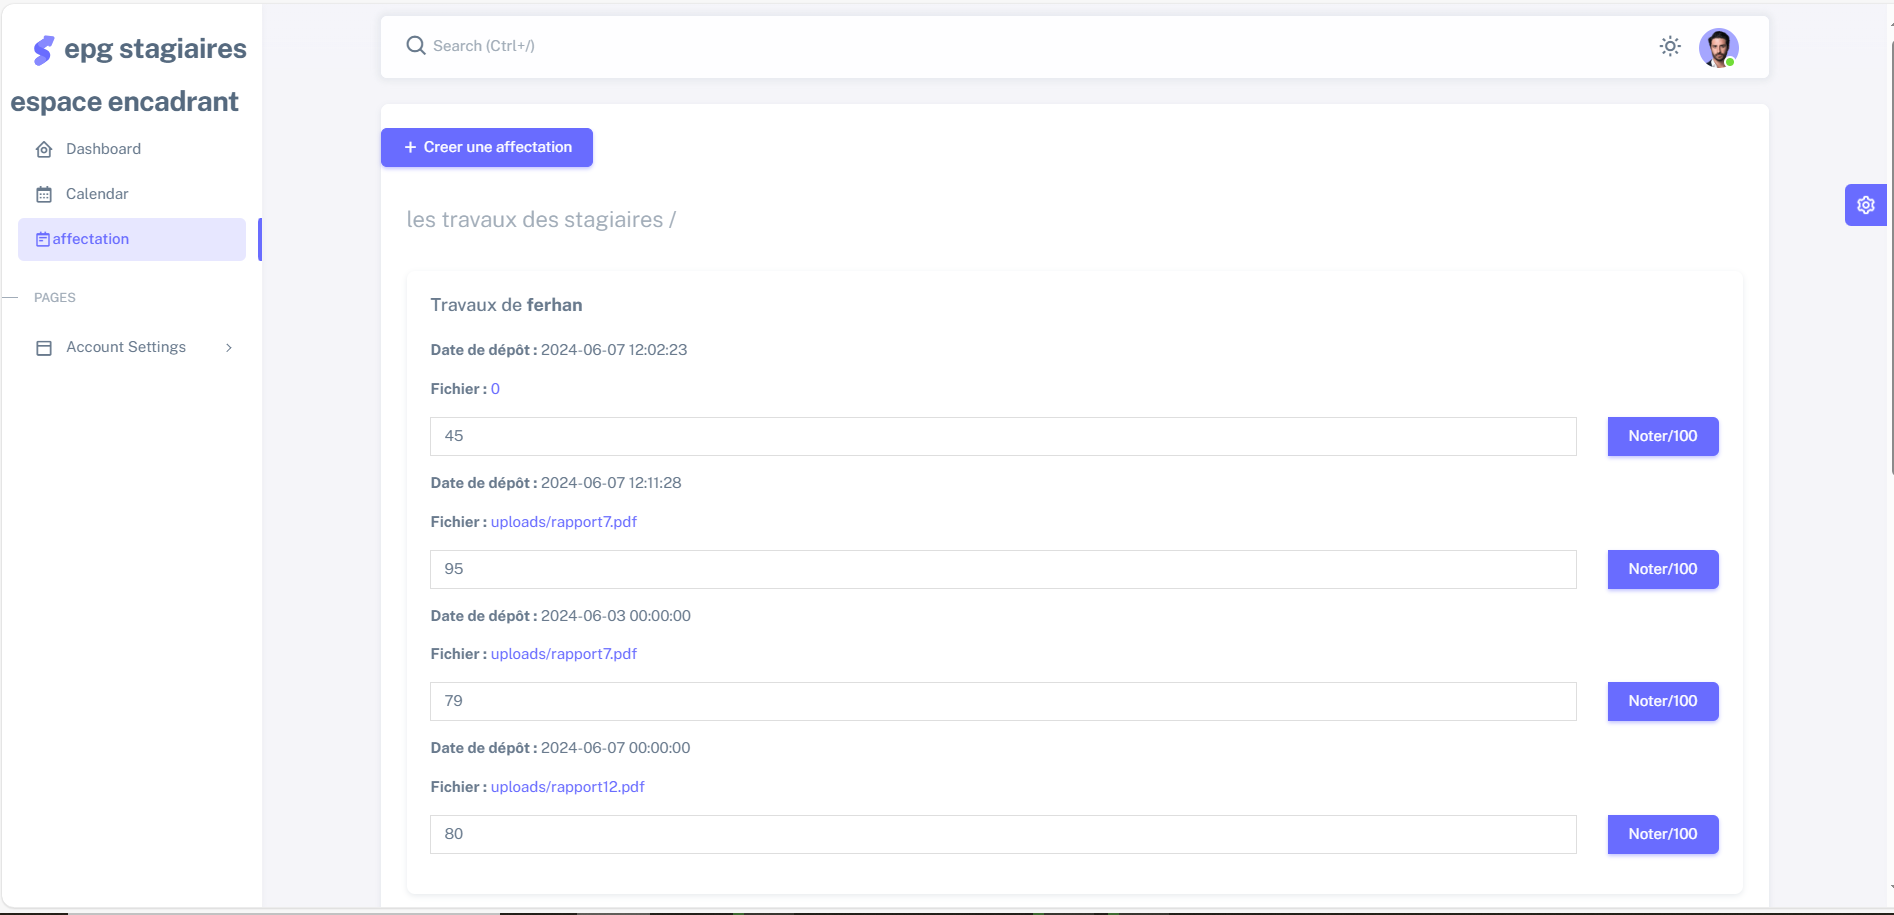 epg stagiaires
espace encadrant
Dashboard
Calendar
affectation
PAGES
Account Settings
Search (Ctrl+/)
+ Creer une affectation
les travaux des stagiaires /
Travaux de ferhan
Date de dépôt : 2024-06-07 12:02:23
Fichier : 0
45 Noter/100
Date de dépôt : 2024-06-07 12:11:28
Fichier : uploads/rapport7.pdf
95 Noter/100
Date de dépôt : 2024-06-03 00:00:00
Fichier : uploads/rapport7.pdf
79 Noter/100
Date de dépôt : 2024-06-07 00:00:00
Fichier : uploads/rapport12.pdf
80 Noter/100